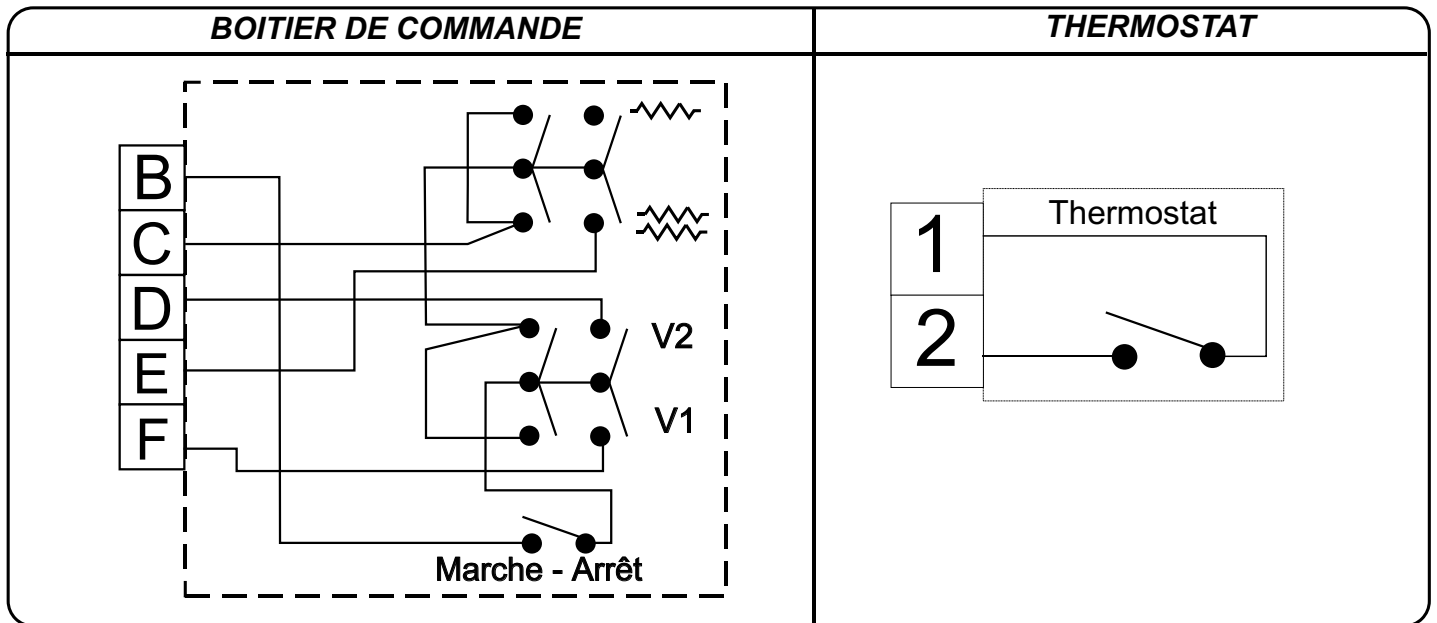 BOITIER DE COMMANDE
THERMOSTAT
B
C
D
E
F
V2
V1
Marche - Arrêt
Thermostat
1
2